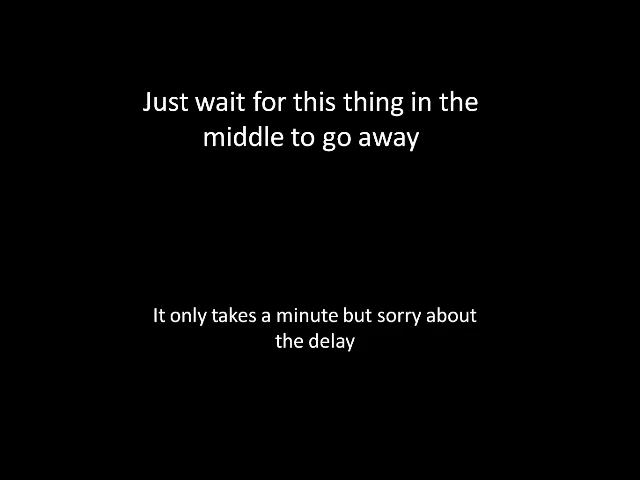 Just wait for this thing in the
middle to go away
It only takes a minute but sorry about
the delay